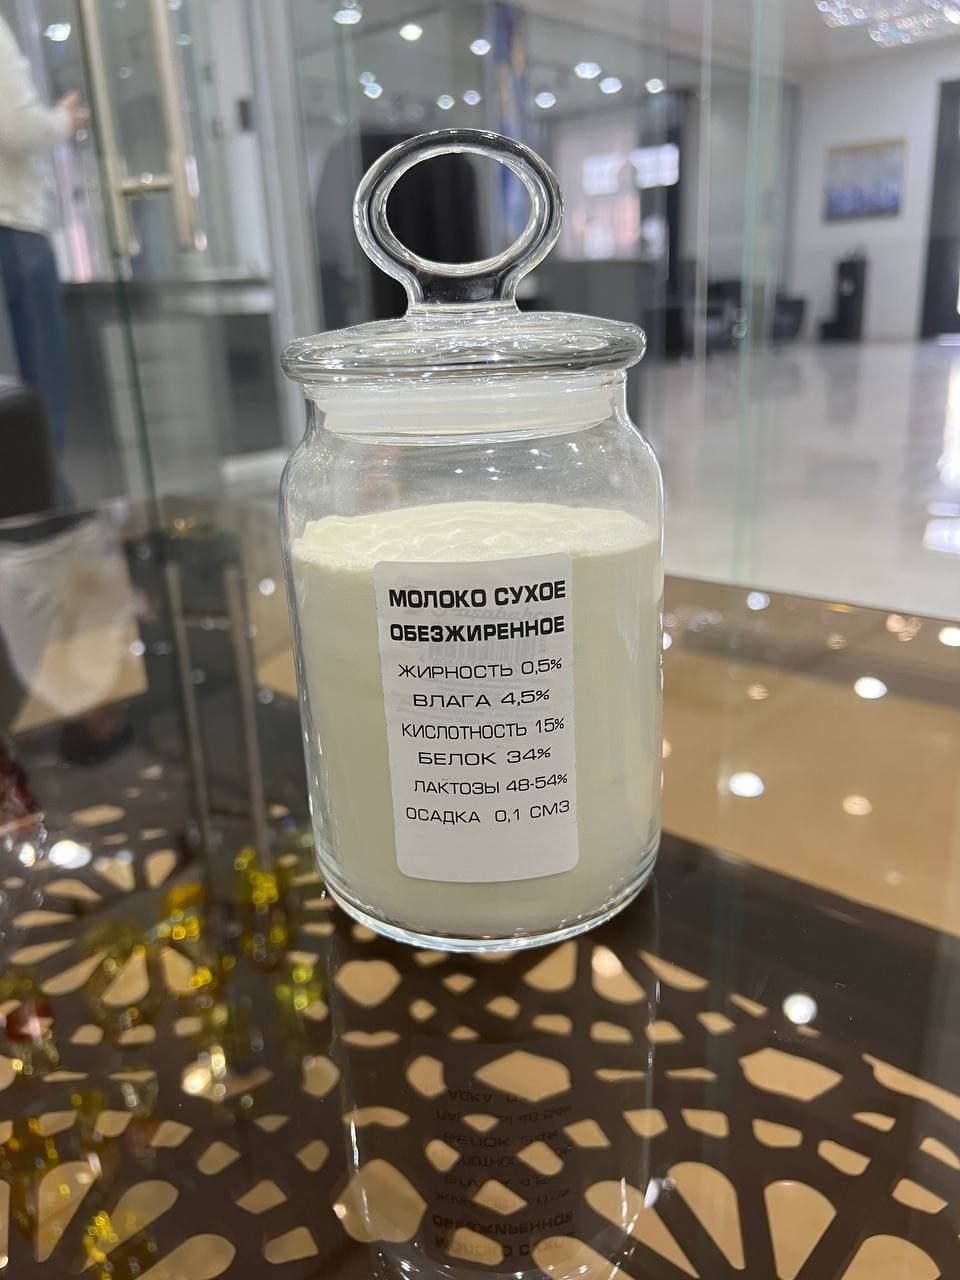 МОЛОКО СУХОЕ
ОБЕЗЖИРЕННОЕ
ЖИРНОСТЬ 0,5%
ВЛАГА 4,5%
КИСЛОТНОСТЬ 15%
БЕЛОК 34%
ЛАКТОЗЫ 48-54%
ОСАДКА 0,1 СМЗ